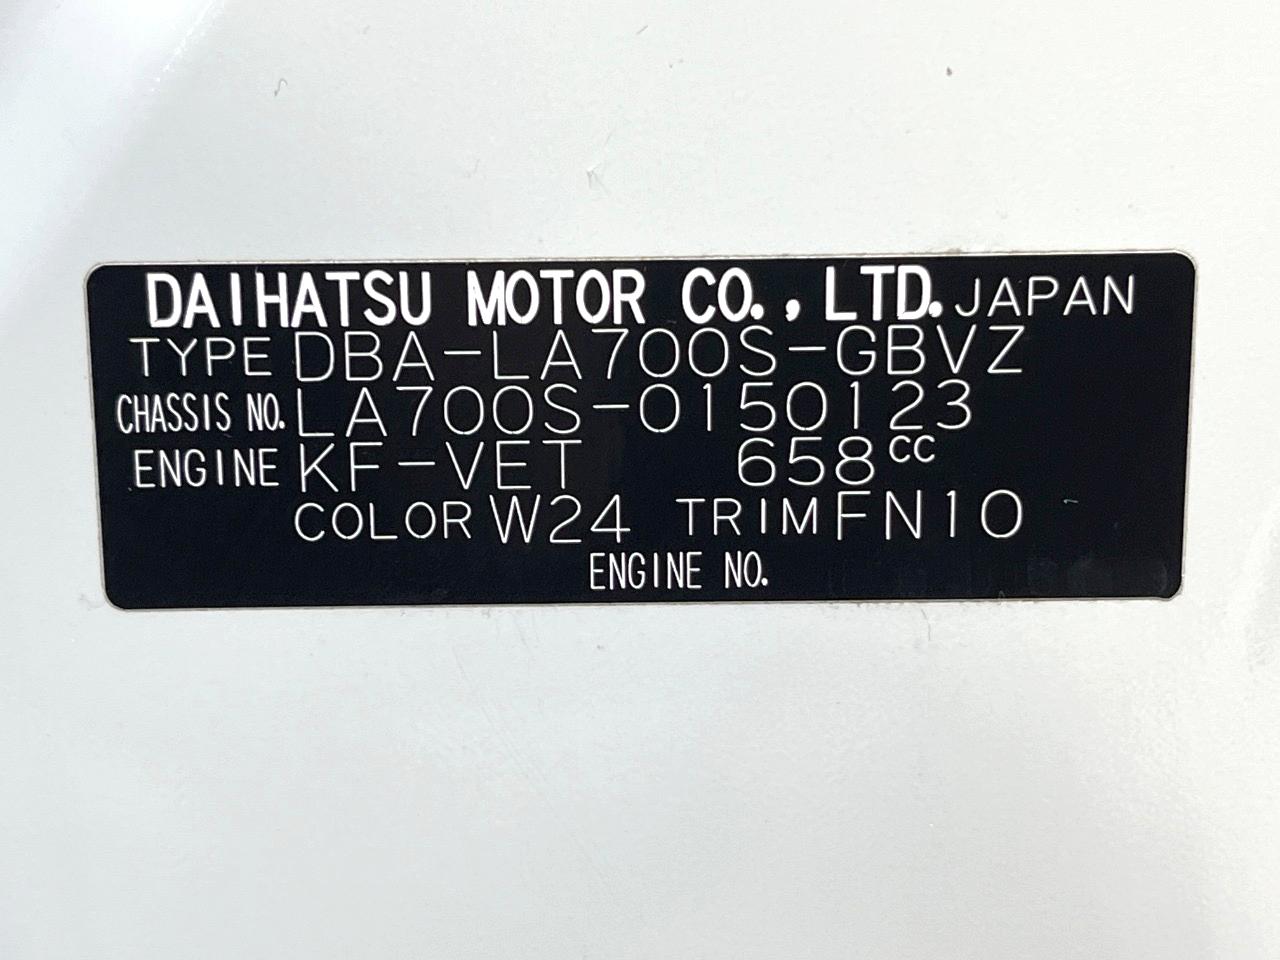 DAIHATSU MOTOR CO., LTD. JAPAN
TYPE DBA-LA700S-GBVZ
CHASSIS NO. LA700S-0150123
ENGINE KF-VET 658cc
COLOR W24 TRIM FN10
ENGINE NO.